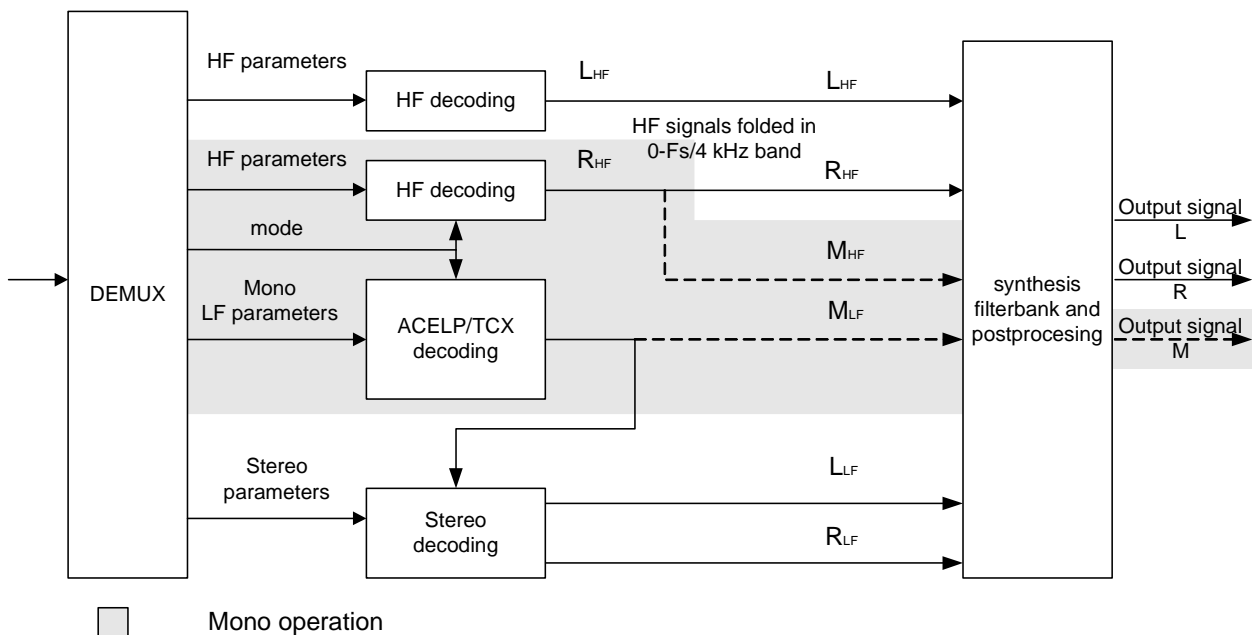 HF parameters
HF decoding
LHF
LHF
HF signals folded in
0-Fs/4 kHz band
HF parameters
HF decoding
RHF
RHF
mode
DEMUX
Mono
LF parameters
ACELP/TCX
decoding
MHF
MLF
synthesis
filterbank and
postprocesing
Output signal
L
Output signal
R
Output signal
M
Stereo
parameters
Stereo
decoding
LLF
RLF
Mono operation